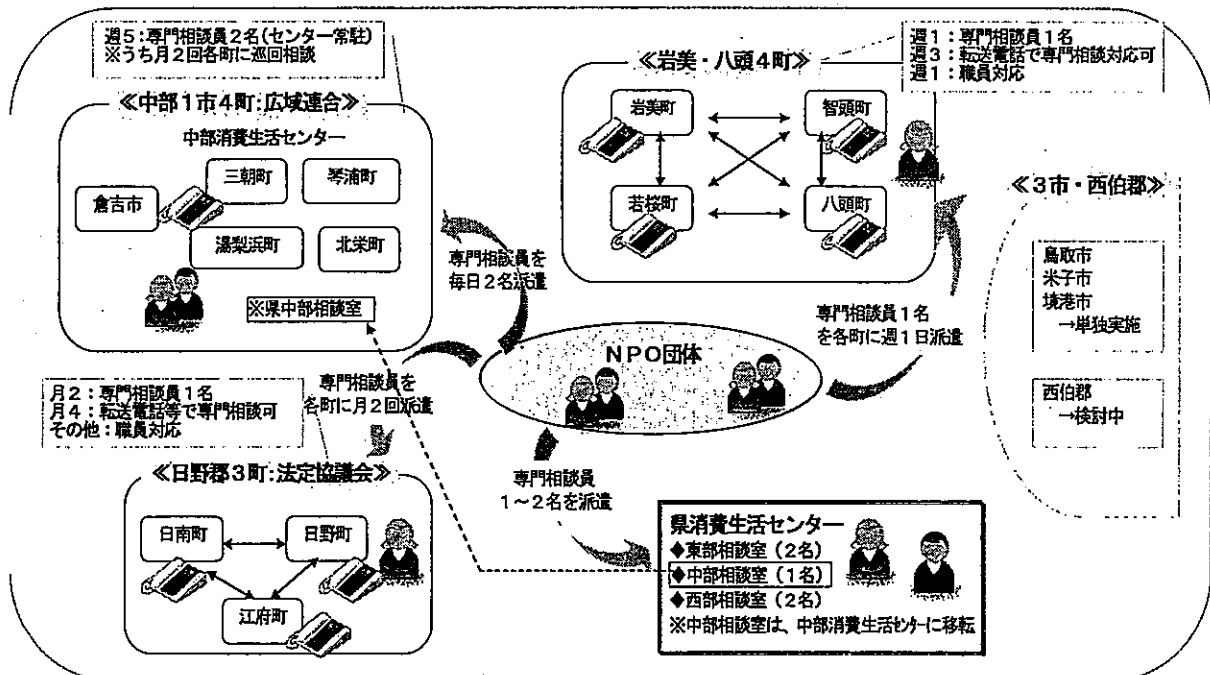 週5:専門相談員2名(センター常駐)
※うち月2回各町に巡回相談
≪中部1市4町:広域連合≫
中部消費生活センター
倉吉市
三朝町
琴浦町
湯梨浜町
北栄町
※県中部相談室
≪岩美・八頭4町≫
週1:専門相談員1名
週3:転送電話で専門相談対応可
週1:職員対応
岩美町
智頭町
若桜町
八頭町
≪3市・西伯郡≫
鳥取市
米子市
境港市
→単独実施
西伯郡
→検討中
専門相談員を
毎日2名派遣
専門相談員1名
を各町に週1日派遣
NPO団体
専門相談員を
各町に月2回派遣
専門相談員
1~2名を派遣
月2:専門相談員1名
月4:転送電話等で専門相談可
その他:職員対応
≪日野郡3町:法定協議会≫
日南町
日野町
江府町
県消費生活センター
◆東部相談室(2名)
◆中部相談室(1名)
◆西部相談室(2名)
※中部相談室は、中部消費生活センターに移転